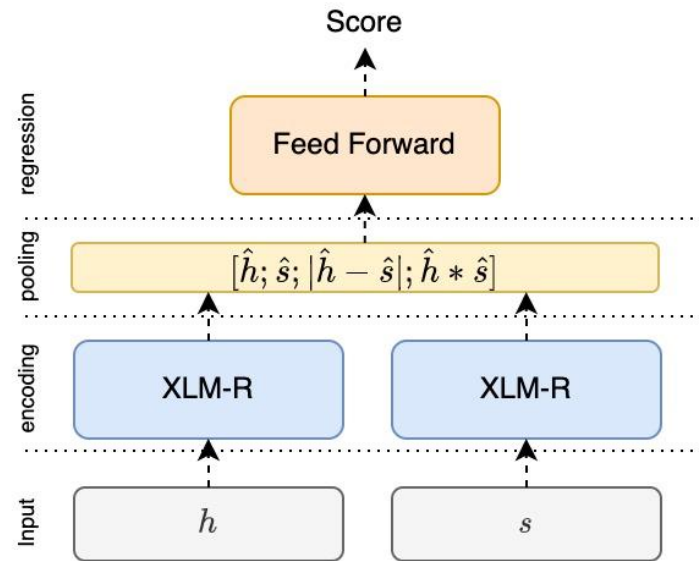 Score
regression
Feed Forward
pooling
[ĥ; ŝ; |ĥ − ŝ|; ĥ * ŝ]
encoding
XLM-R XLM-R
Input
h s